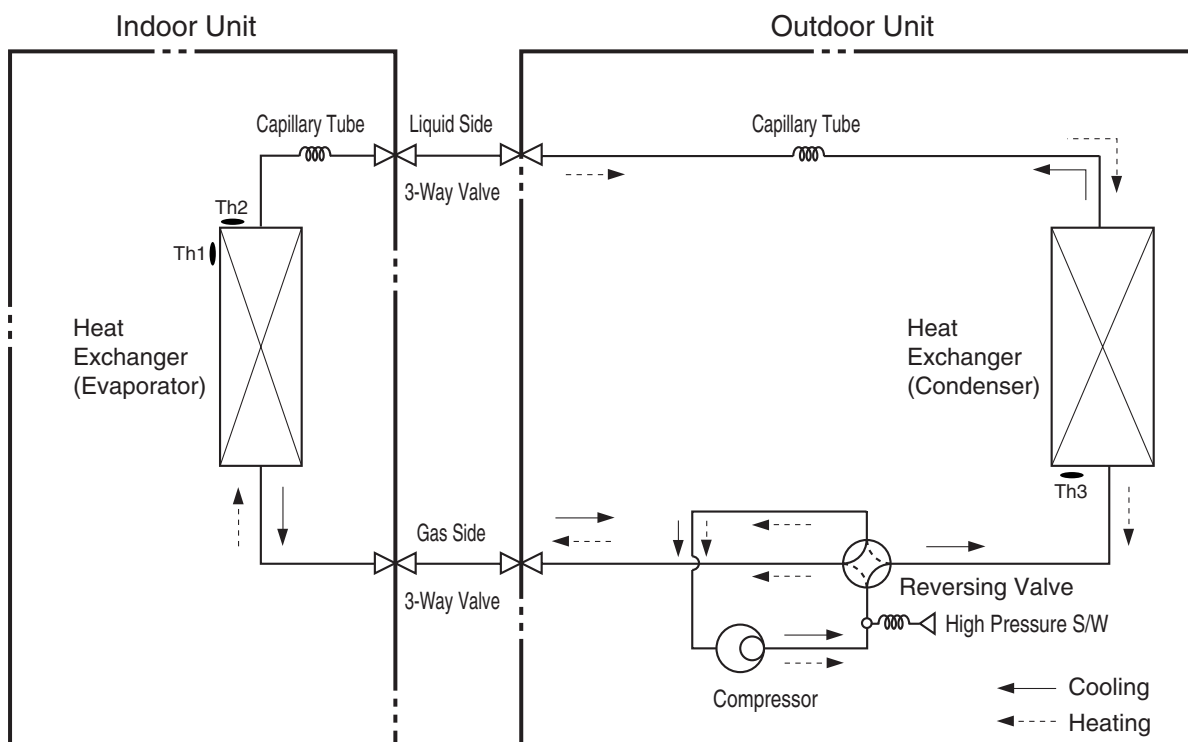 Indoor Unit
Outdoor Unit
Capillary Tube
Liquid Side
Capillary Tube
3-Way Valve
Th2
Th1
Heat
Exchanger
(Evaporator)
Heat
Exchanger
(Condenser)
Th3
Gas Side
3-Way Valve
Reversing Valve
High Pressure S/W
Compressor
Cooling
Heating